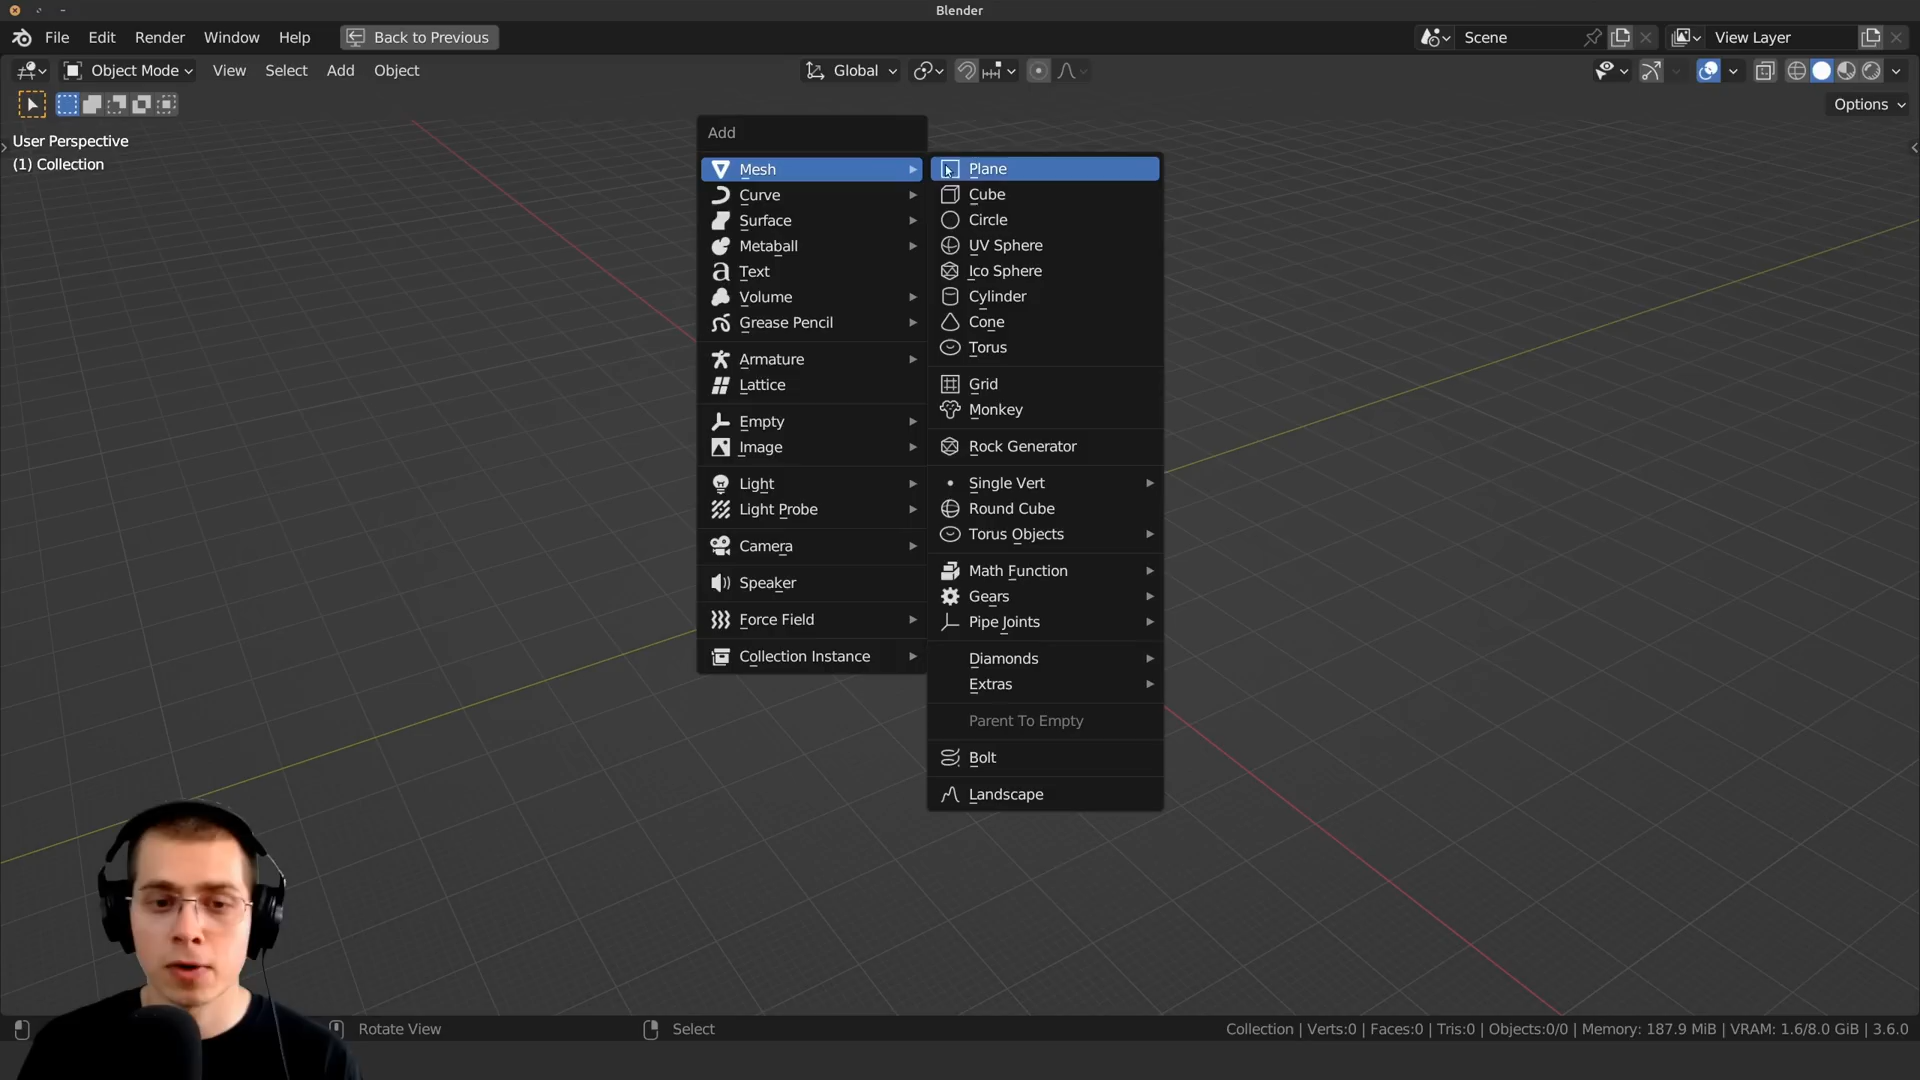 Blender
File Edit Render Window Help Back to Previous Scene View Layer
Object Mode View Select Add Object Global
Options
User Perspective
(1) Collection
Add
Mesh
Curve
Surface
Metaball
Text
Volume
Grease Pencil
Armature
Lattice
Empty
Image
Light
Light Probe
Camera
Speaker
Force Field
Collection Instance
Plane
Cube
Circle
UV Sphere
Ico Sphere
Cylinder
Cone
Torus
Grid
Monkey
Rock Generator
Single Vert
Round Cube
Torus Objects
Math Function
Gears
Pipe Joints
Diamonds
Extras
Parent To Empty
Bolt
Landscape
Rotate View Select Collection | Verts:0 | Faces:0 | Tris:0 | Objects:0/0 | Memory: 187.9 MiB | VRAM: 1.6/8.0 GiB | 3.6.0